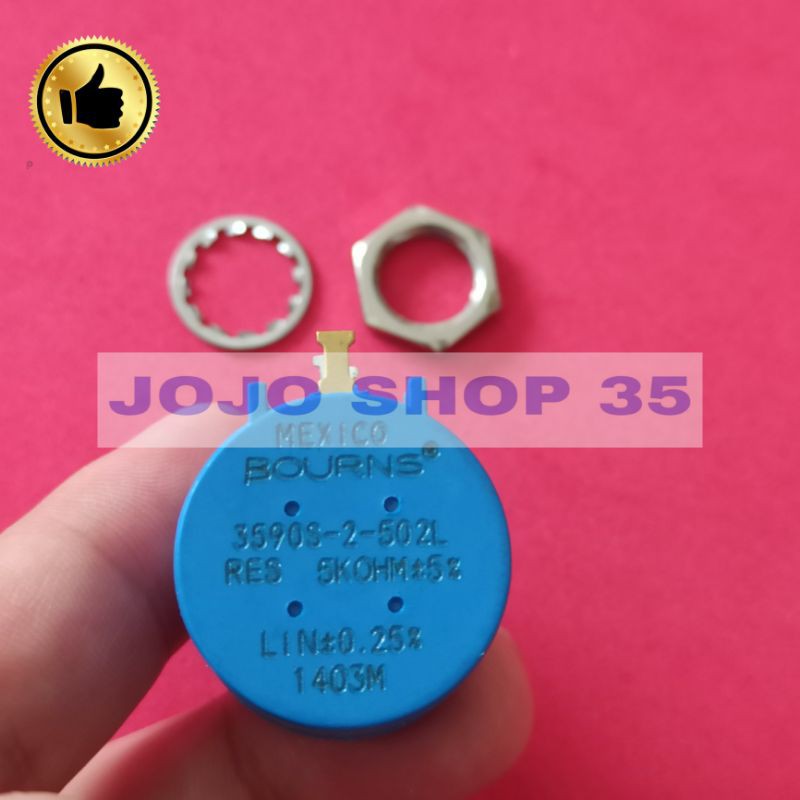 JOJO SHOP 35
MEXICO
BOURNS®
3590S-2-502L
RES 5KOHM±5%
LIN±0.25%
1403M